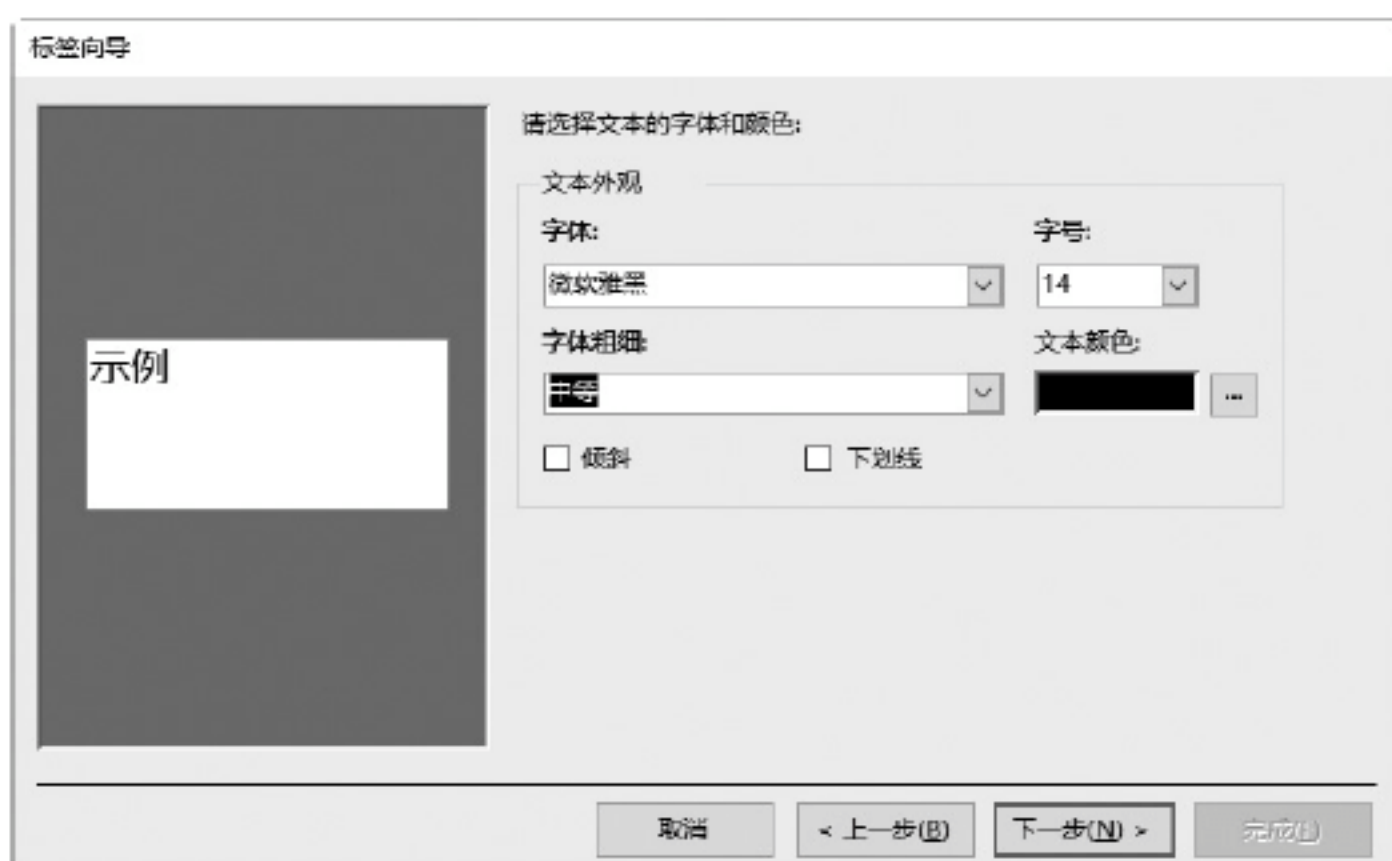 标签向导
请选择文本的字体和颜色:
文本外观
字体: 字号:
微软雅黑 14
示例
字体粗细: 文本颜色:
中等 ...
倾斜 下划线
取消 < 上一步(B) 下一步(N) > 完成(F)